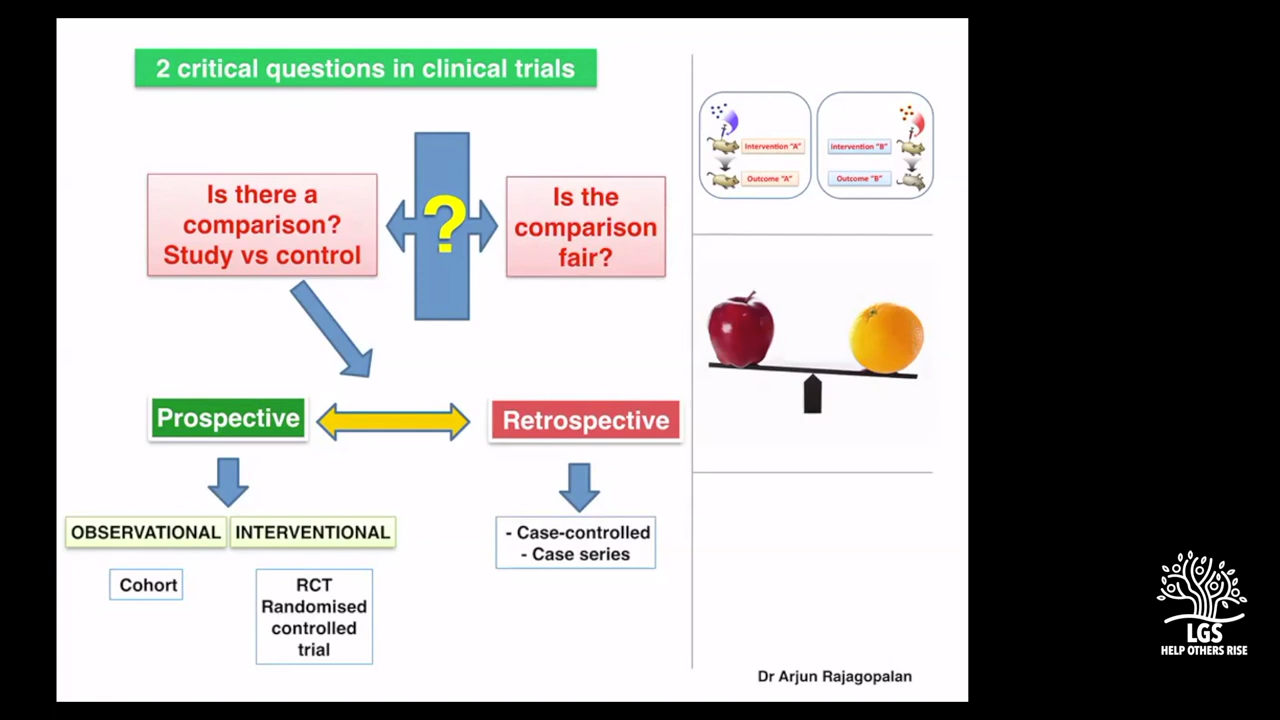 2 critical questions in clinical trials
Is there a
comparison?
Study vs control
?
Is the
comparison
fair?
Intervention "A"
Outcome "A"
Intervention "B"
Outcome "B"
Prospective
Retrospective
OBSERVATIONAL
INTERVENTIONAL
Cohort
RCT
Randomised
controlled
trial
- Case-controlled
- Case series
Dr Arjun Rajagopalan
LGS
HELP OTHERS RISE